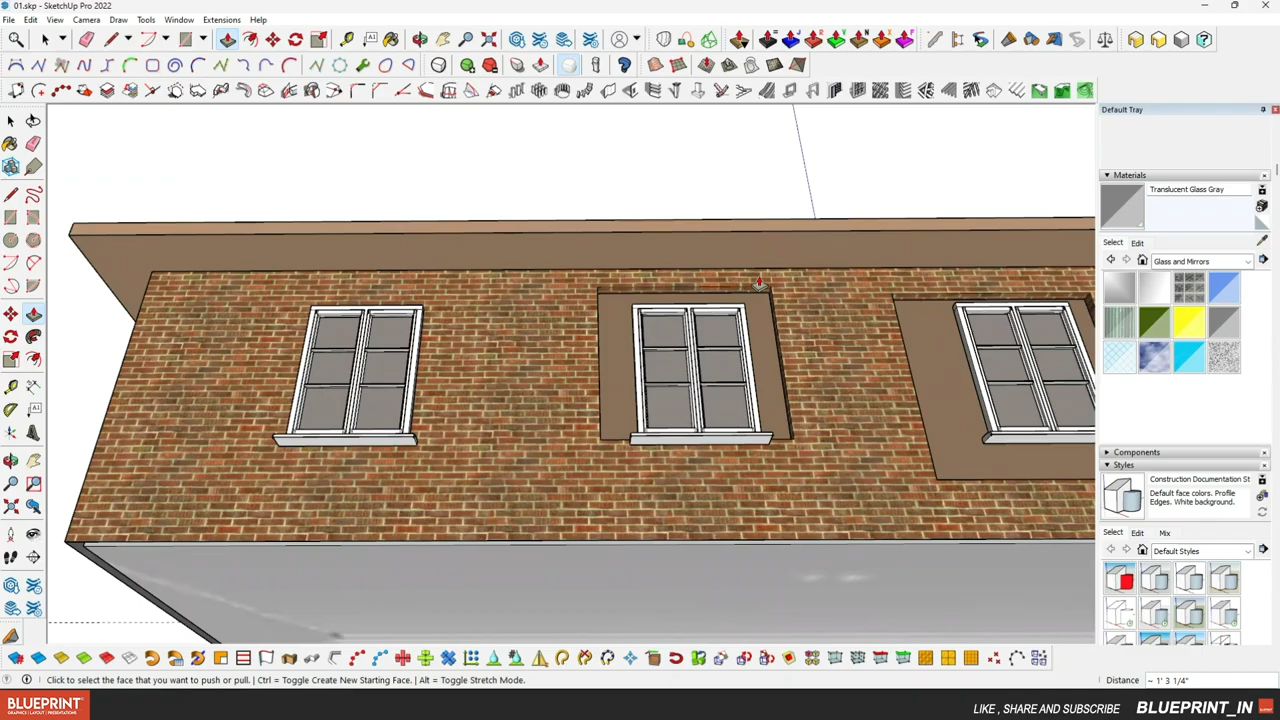 01.skp - SketchUp Pro 2022
File Edit View Camera Draw Tools Window Extensions Help
Default Tray
Materials
Translucent Glass Gray
Select Edit
Glass and Mirrors
Components
Styles
Construction Documentation St
Default face colors. Profile
Edges. White background.
Select Edit Mix
Default Styles
Click to select the face that you want to push or pull. | Ctrl = Toggle Create New Starting Face. | Alt = Toggle Stretch Mode.
Distance ~ 1' 3 1/4"
BLUEPRINT
LIKE , SHARE AND SUBSCRIBE BLUEPRINT_IN